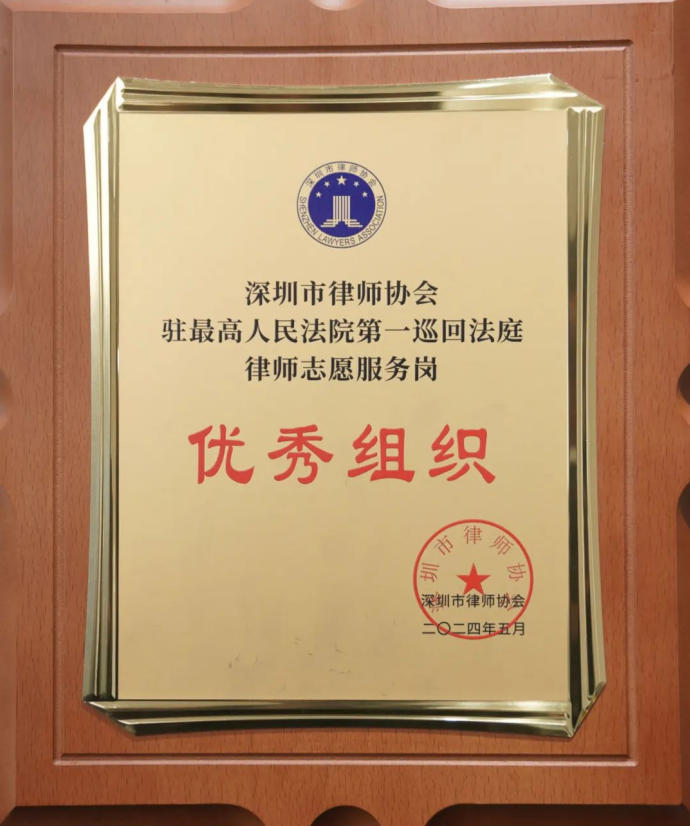 深圳市律师协会
SHENZHEN LAWYERS ASSOCIATION
深圳市律师协会
驻最高人民法院第一巡回法庭
律师志愿服务岗
优秀组织
深圳市律师协会
深圳市律师协会
二〇二四年五月